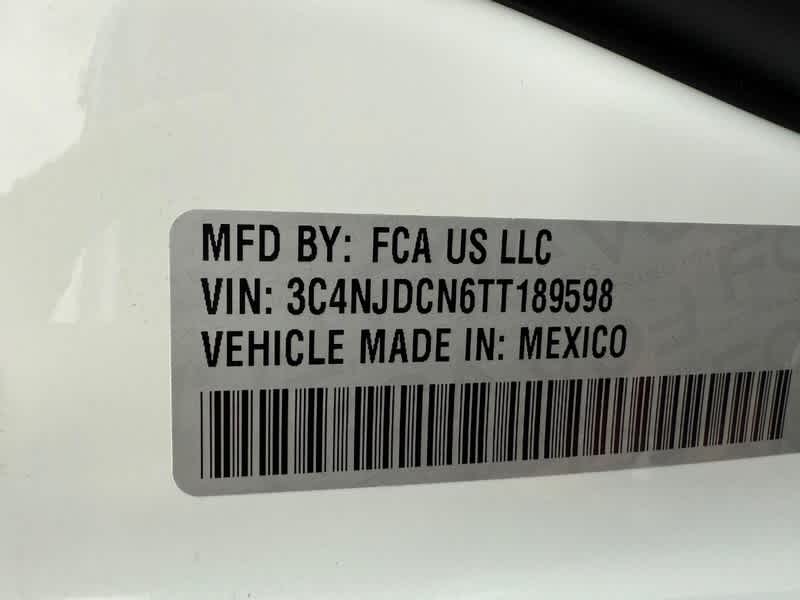 MFD BY: FCA US LLC
VIN: 3C4NJDCN6TT189598
VEHICLE MADE IN: MEXICO